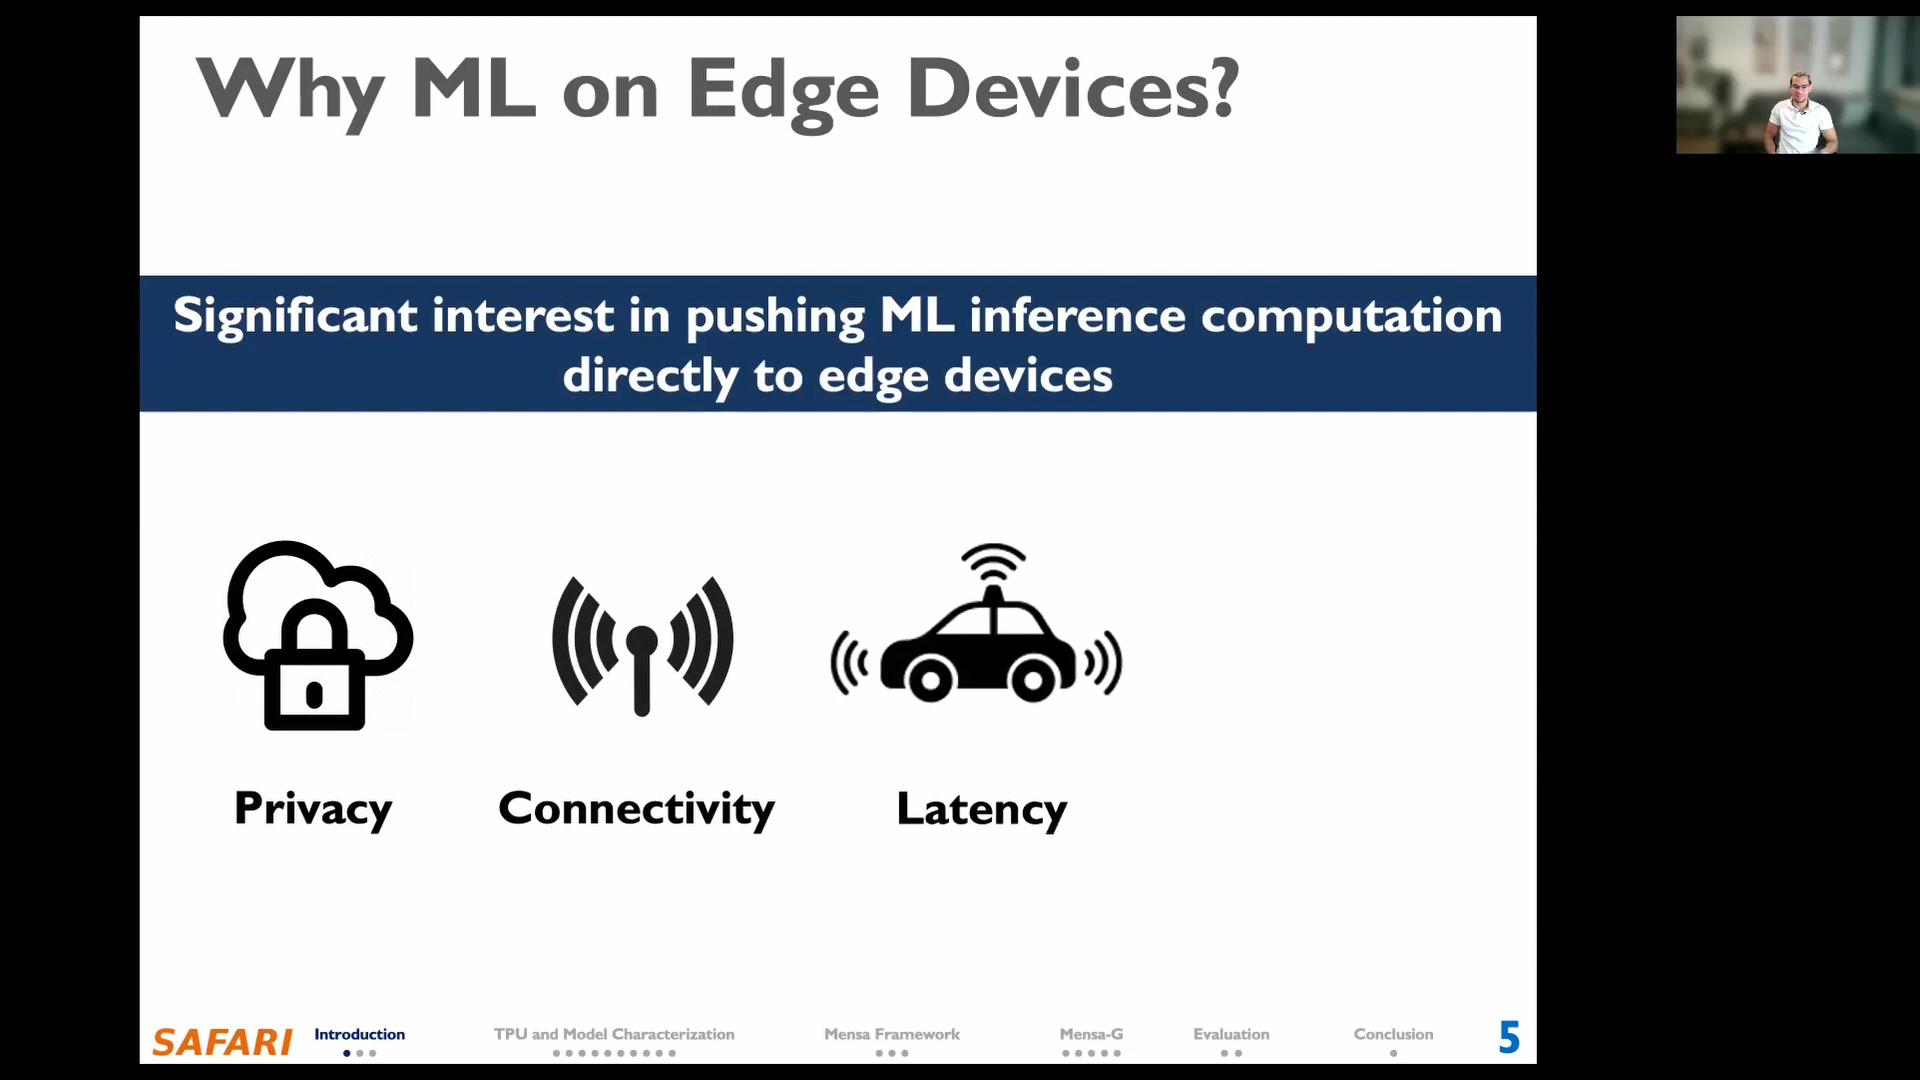 Why ML on Edge Devices?
Significant interest in pushing ML inference computation
directly to edge devices
Privacy
Connectivity
Latency
SAFARI
Introduction
TPU and Model Characterization
Mensa Framework
Mensa-G
Evaluation
Conclusion
5